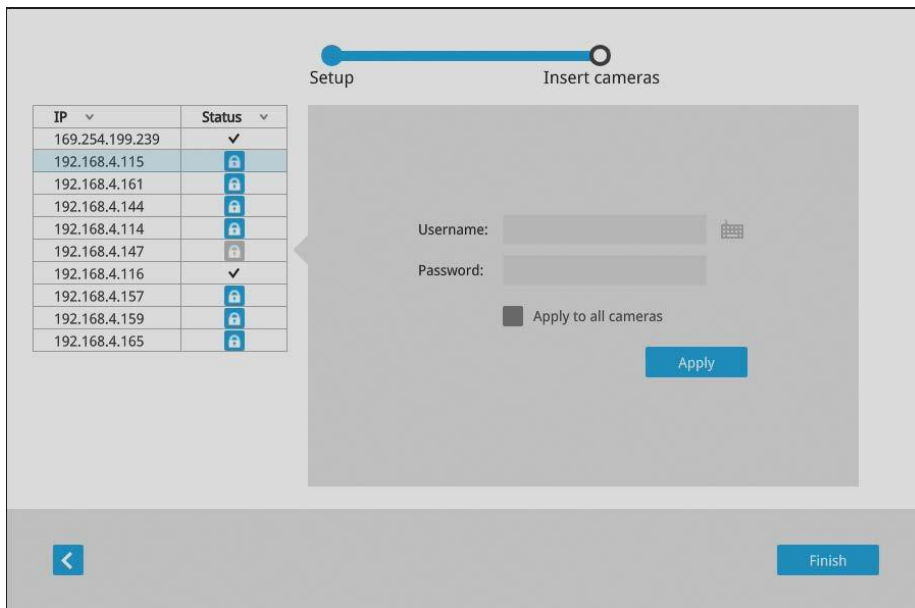 Setup Insert cameras
IP Status
169.254.199.239
192.168.4.115
192.168.4.161
192.168.4.144
192.168.4.114
192.168.4.147
192.168.4.116
192.168.4.157
192.168.4.159
192.168.4.165
Username:
Password:
Apply to all cameras
Apply
Finish